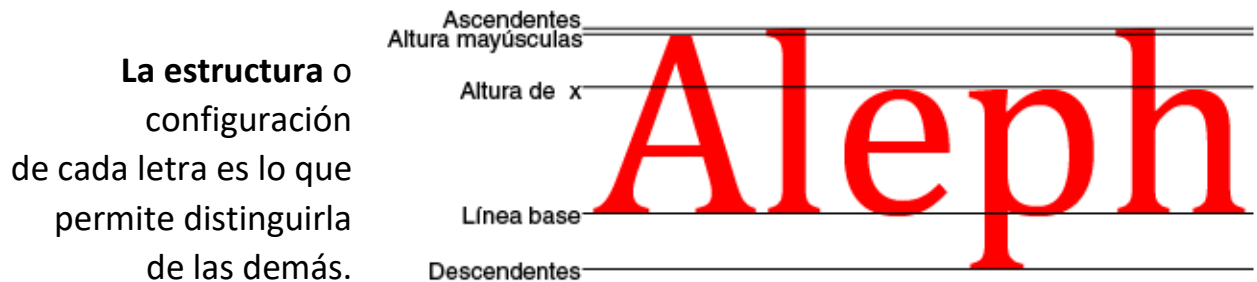 La estructura o
configuración
de cada letra es lo que
permite distinguirla
de las demás.
Ascendentes
Altura mayúsculas
Altura de x
Línea base
Descendentes
Aleph